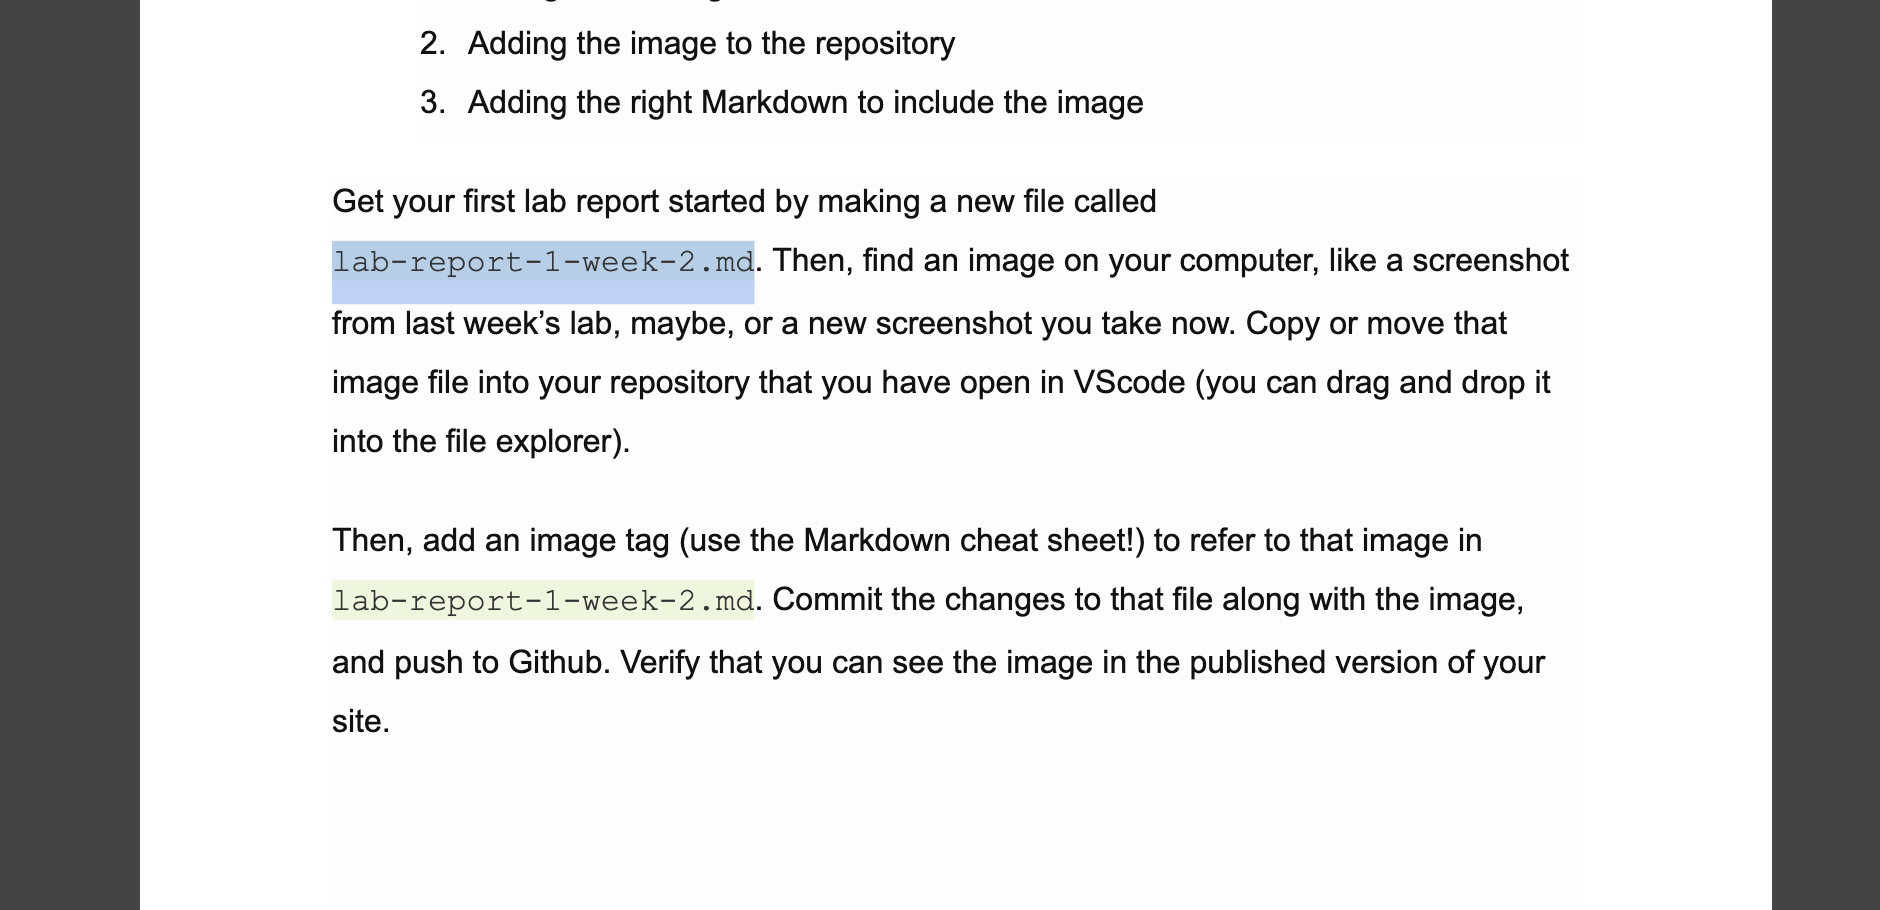 2. Adding the image to the repository
3. Adding the right Markdown to include the image
Get your first lab report started by making a new file called
lab-report-1-week-2.md. Then, find an image on your computer, like a screenshot
from last week’s lab, maybe, or a new screenshot you take now. Copy or move that
image file into your repository that you have open in VScode (you can drag and drop it
into the file explorer).
Then, add an image tag (use the Markdown cheat sheet!) to refer to that image in
lab-report-1-week-2.md. Commit the changes to that file along with the image,
and push to Github. Verify that you can see the image in the published version of your
site.